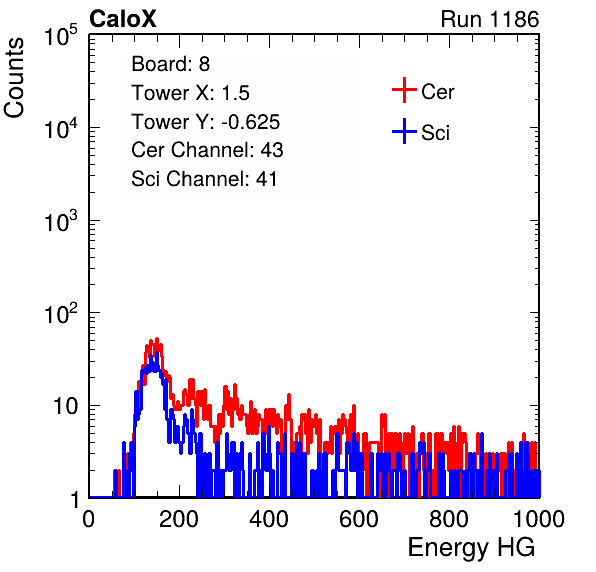 CaloX Run 1186
Counts
10^5
10^4
10^3
10^2
10
1
Board: 8
Tower X: 1.5
Tower Y: -0.625
Cer Channel: 43
Sci Channel: 41
Cer
Sci
0 200 400 600 800 1000
Energy HG